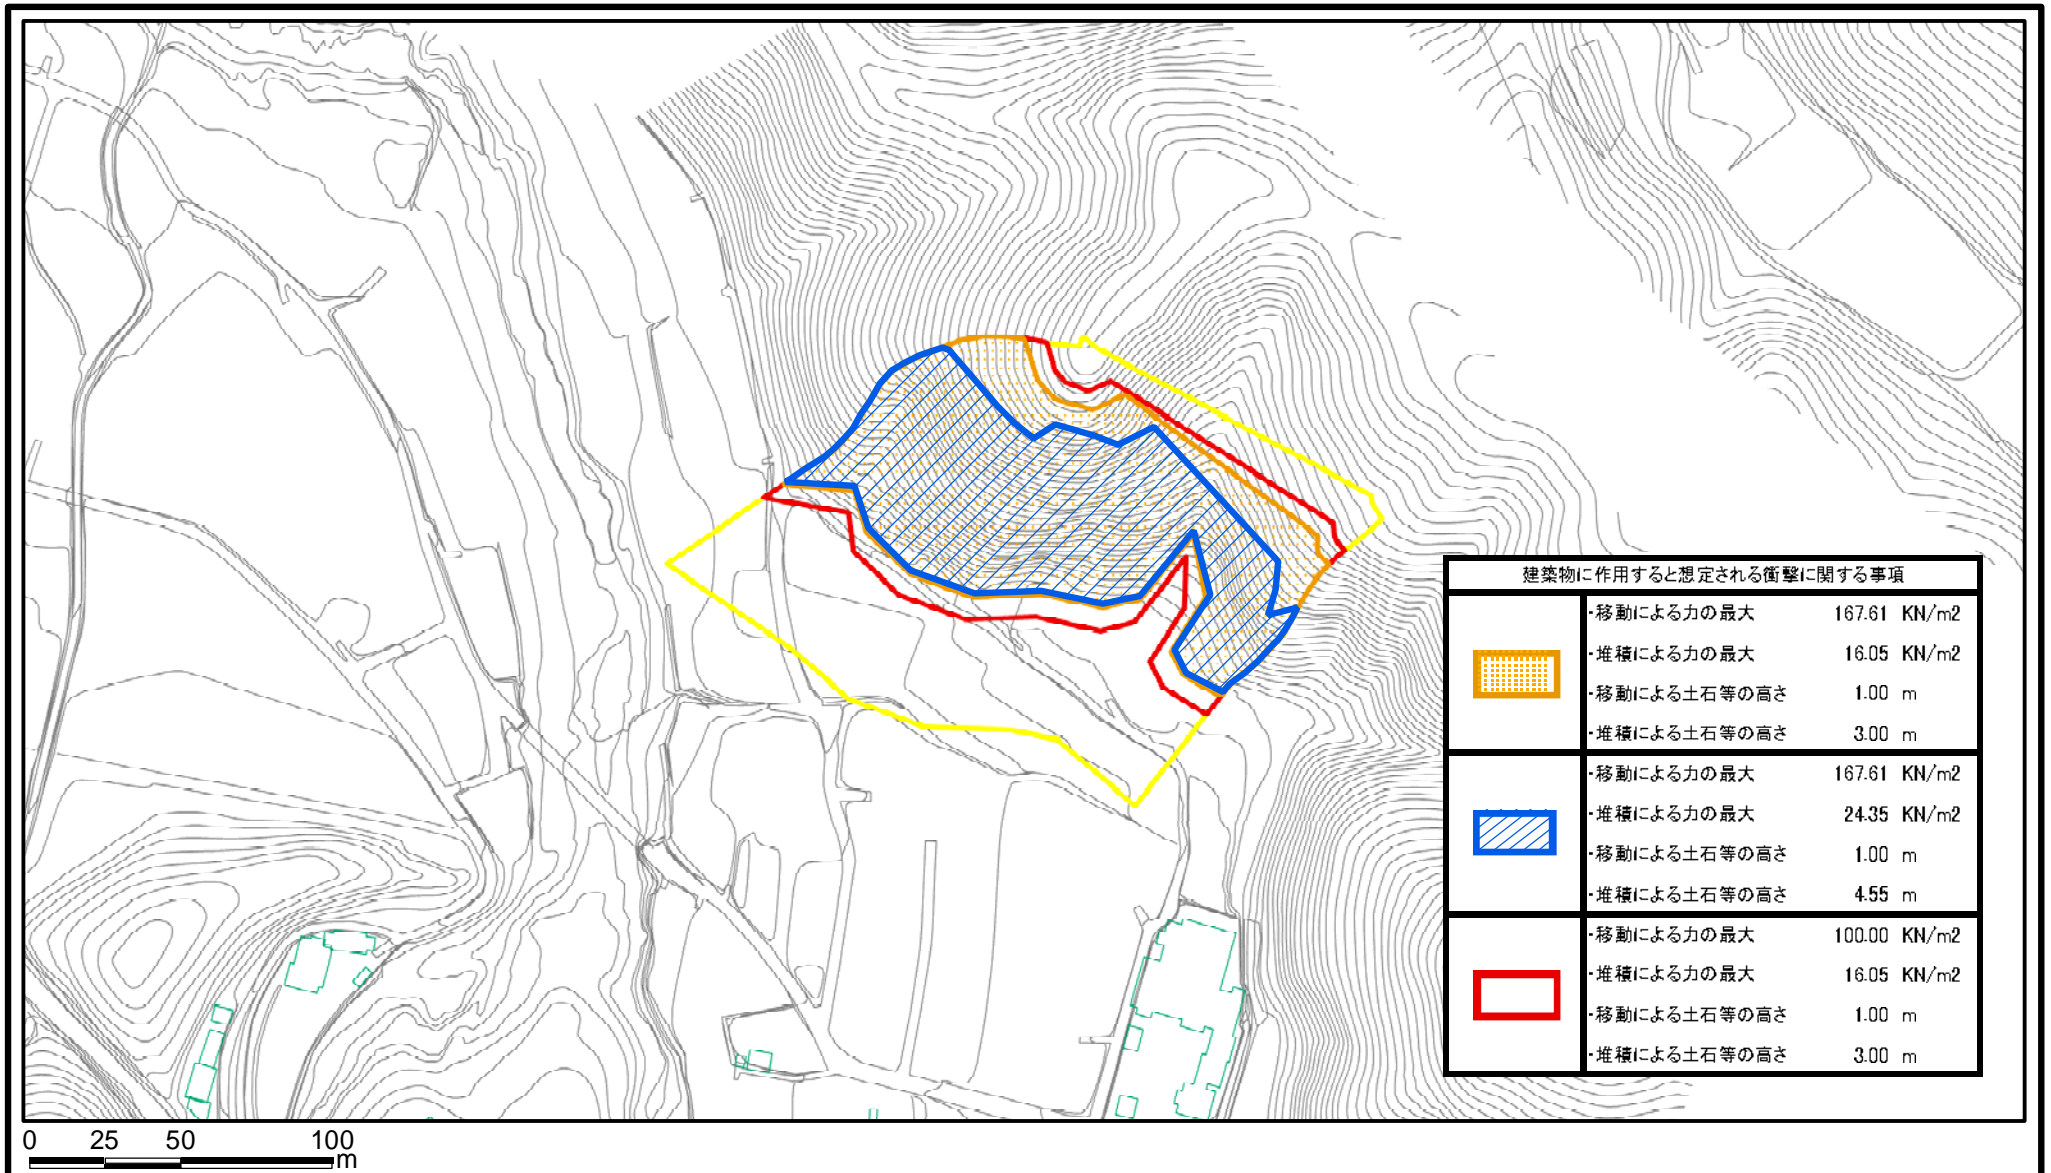 建築物に作用すると想定される衝撃に関する事項
・移動による力の最大 167.61 KN/m2
・堆積による力の最大 16.05 KN/m2
・移動による土石等の高さ 1.00 m
・堆積による土石等の高さ 3.00 m
・移動による力の最大 167.61 KN/m2
・堆積による力の最大 24.35 KN/m2
・移動による土石等の高さ 1.00 m
・堆積による土石等の高さ 4.55 m
・移動による力の最大 100.00 KN/m2
・堆積による力の最大 16.05 KN/m2
・移動による土石等の高さ 1.00 m
・堆積による土石等の高さ 3.00 m
0 25 50 100
m